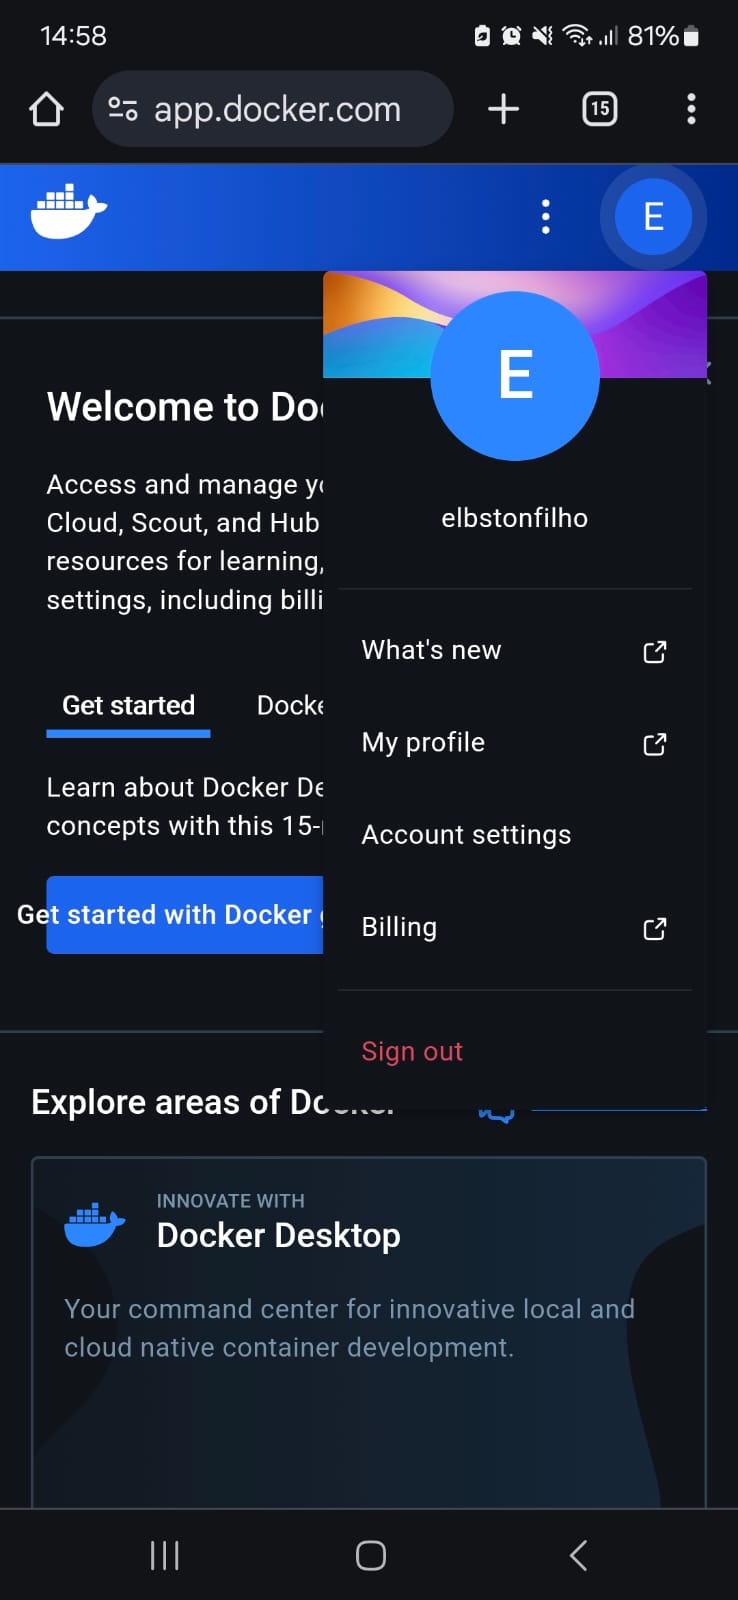 14:58
81%
app.docker.com
15
E
E
Welcome to Do
elbstonfilho
Access and manage yo
Cloud, Scout, and Hub
resources for learning,
settings, including billi
What's new
Get started
Docke
My profile
Learn about Docker De
concepts with this 15-
Account settings
Get started with Docker
Billing
Sign out
Explore areas of Docker
INNOVATE WITH
Docker Desktop
Your command center for innovative local and
cloud native container development.